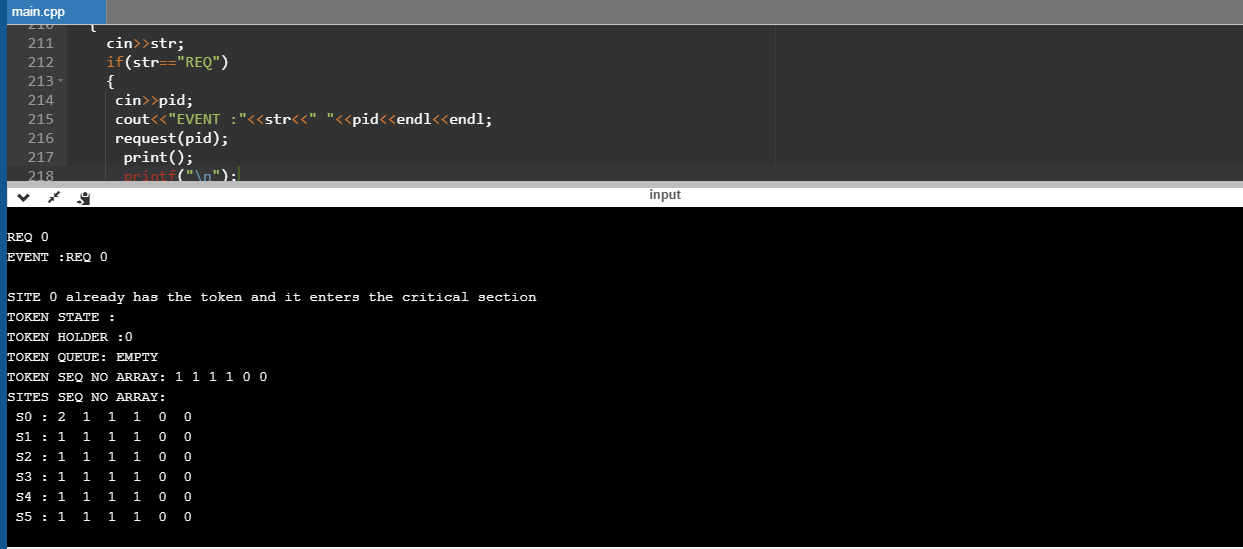 main.cpp
210 {
211 cin>>str;
212 if(str=="REQ")
213 {
214 cin>>pid;
215 cout<<"EVENT :"<<str<<" "<<pid<<endl<<endl;
216 request(pid);
217 print();
218 printf("\n");
input
REQ 0
EVENT :REQ 0
SITE 0 already has the token and it enters the critical section
TOKEN STATE :
TOKEN HOLDER :0
TOKEN QUEUE: EMPTY
TOKEN SEQ NO ARRAY: 1 1 1 1 0 0
SITES SEQ NO ARRAY:
S0 : 2 1 1 1 0 0
S1 : 1 1 1 1 0 0
S2 : 1 1 1 1 0 0
S3 : 1 1 1 1 0 0
S4 : 1 1 1 1 0 0
S5 : 1 1 1 1 0 0